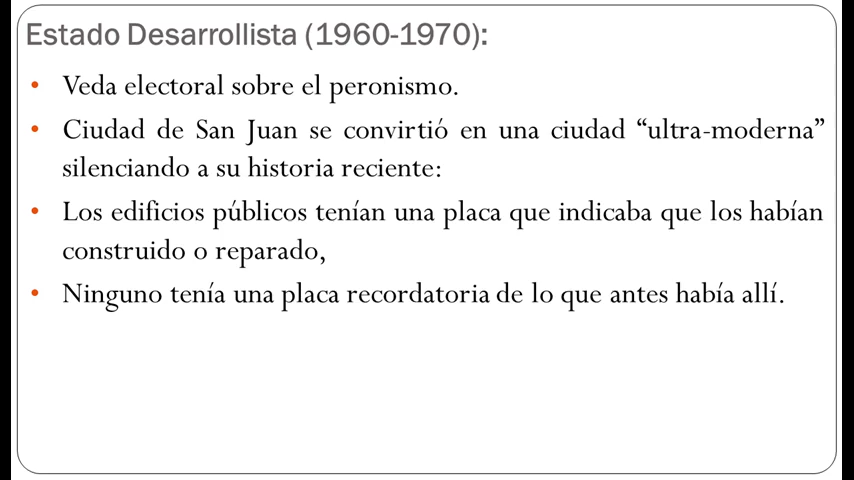 Estado Desarrollista (1960-1970):
• Veda electoral sobre el peronismo.
• Ciudad de San Juan se convirtió en una ciudad “ultra-moderna”
silenciando a su historia reciente:
• Los edificios públicos tenían una placa que indicaba que los habían
construido o reparado,
• Ninguno tenía una placa recordatoria de lo que antes había allí.